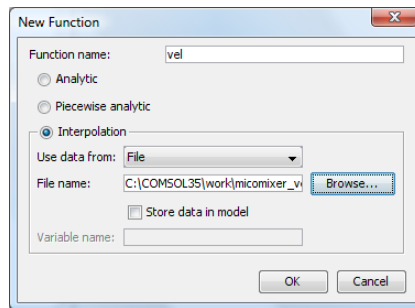 New Function
Function name: vel
Analytic
Piecewise analytic
Interpolation
Use data from: File
File name: C:\COMSOL35\work\micomixer_ve Browse...
Store data in model
Variable name:
OK Cancel